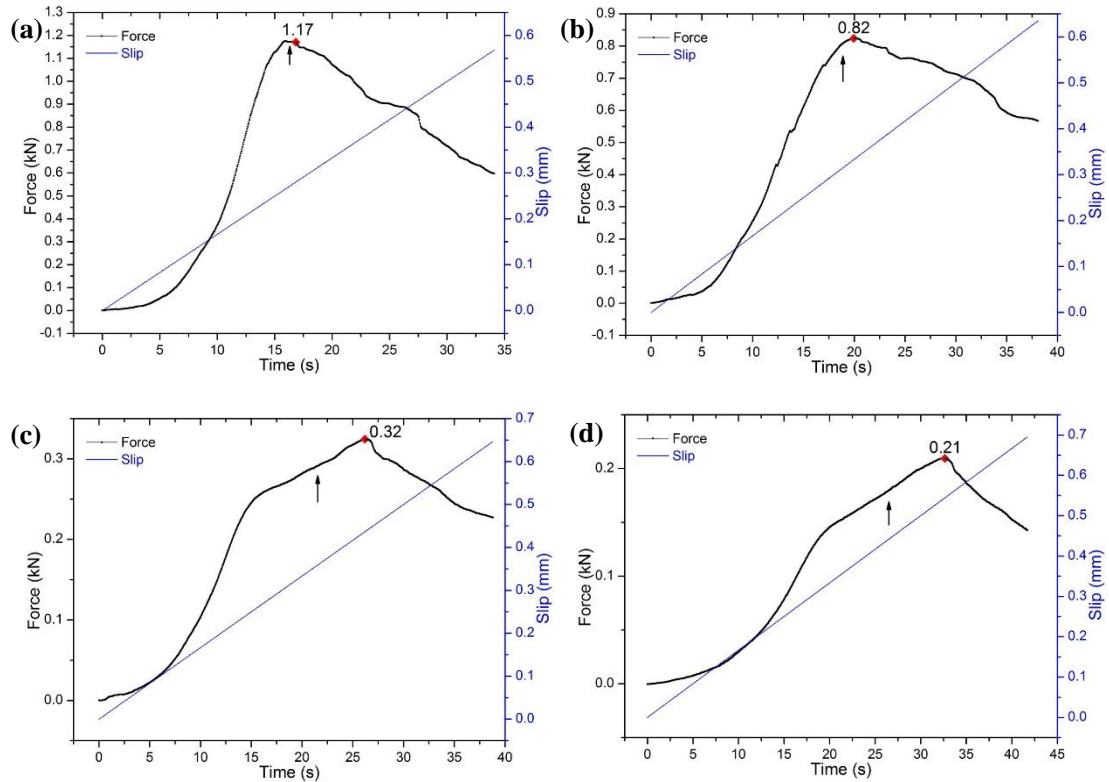 (a)
Force
Slip
1.17
1.3
1.2
1.1
1.0
0.9
0.8
0.7
0.6
0.5
0.4
0.3
0.2
0.1
0.0
-0.1
Force (kN)
0.6
0.5
0.4
0.3
0.2
0.1
0.0
Slip (mm)
0 5 10 15 20 25 30 35
Time (s)
(b)
Force
Slip
0.82
0.9
0.8
0.7
0.6
0.5
0.4
0.3
0.2
0.1
0.0
-0.1
Force (kN)
0.6
0.5
0.4
0.3
0.2
0.1
0.0
Slip (mm)
0 5 10 15 20 25 30 35 40
Time (s)
(c)
Force
Slip
0.32
0.3
0.2
0.1
0.0
Force (kN)
0.7
0.6
0.5
0.4
0.3
0.2
0.1
0.0
Slip (mm)
0 5 10 15 20 25 30 35 40
Time (s)
(d)
Force
Slip
0.21
0.2
0.1
0.0
Force (kN)
0.7
0.6
0.5
0.4
0.3
0.2
0.1
0.0
Slip (mm)
0 5 10 15 20 25 30 35 40 45
Time (s)